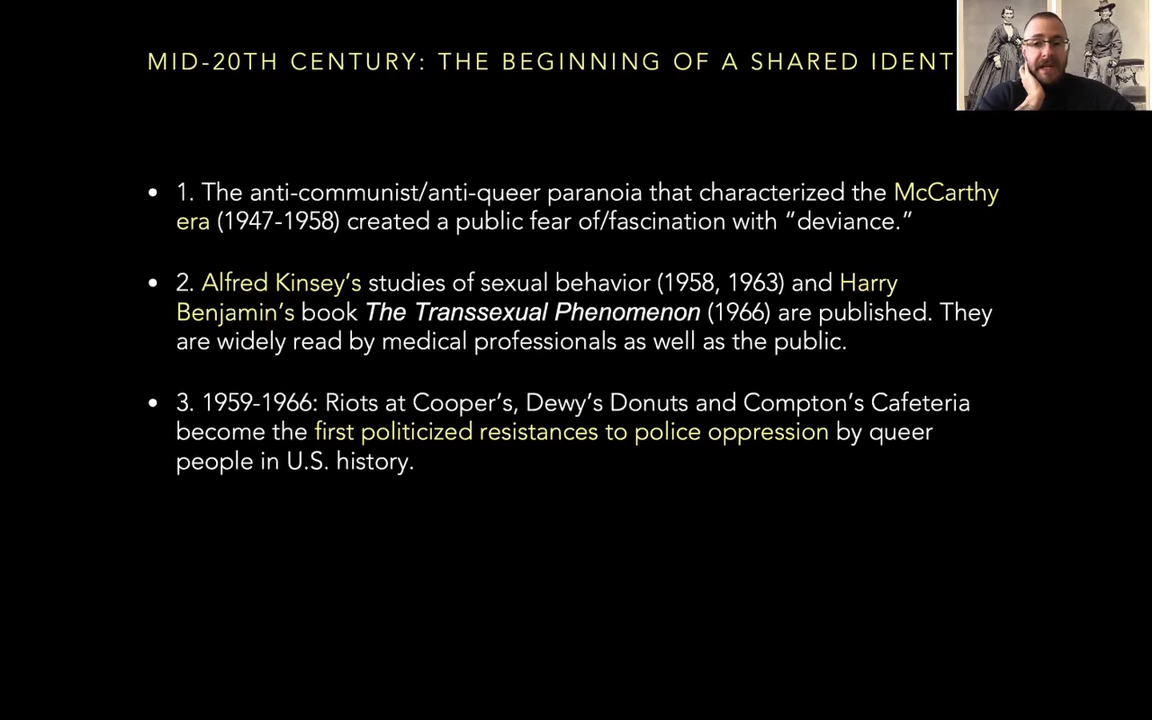 MID-20TH CENTURY: THE BEGINNING OF A SHARED IDENT
• 1. The anti-communist/anti-queer paranoia that characterized the McCarthy
era (1947-1958) created a public fear of/fascination with “deviance.”
• 2. Alfred Kinsey’s studies of sexual behavior (1958, 1963) and Harry
Benjamin’s book The Transsexual Phenomenon (1966) are published. They
are widely read by medical professionals as well as the public.
• 3. 1959-1966: Riots at Cooper’s, Dewy’s Donuts and Compton’s Cafeteria
become the first politicized resistances to police oppression by queer
people in U.S. history.